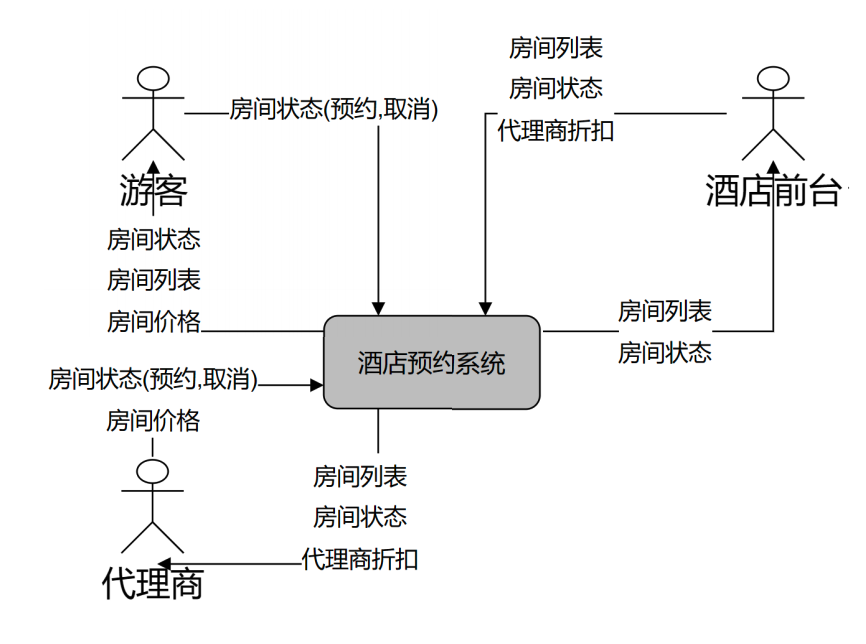 房间列表
房间状态
代理商折扣
房间状态(预约,取消)
游客
酒店前台
房间状态
房间列表
房间价格
房间列表
房间状态
酒店预约系统
房间状态(预约,取消)
房间价格
房间列表
房间状态
代理商折扣
代理商